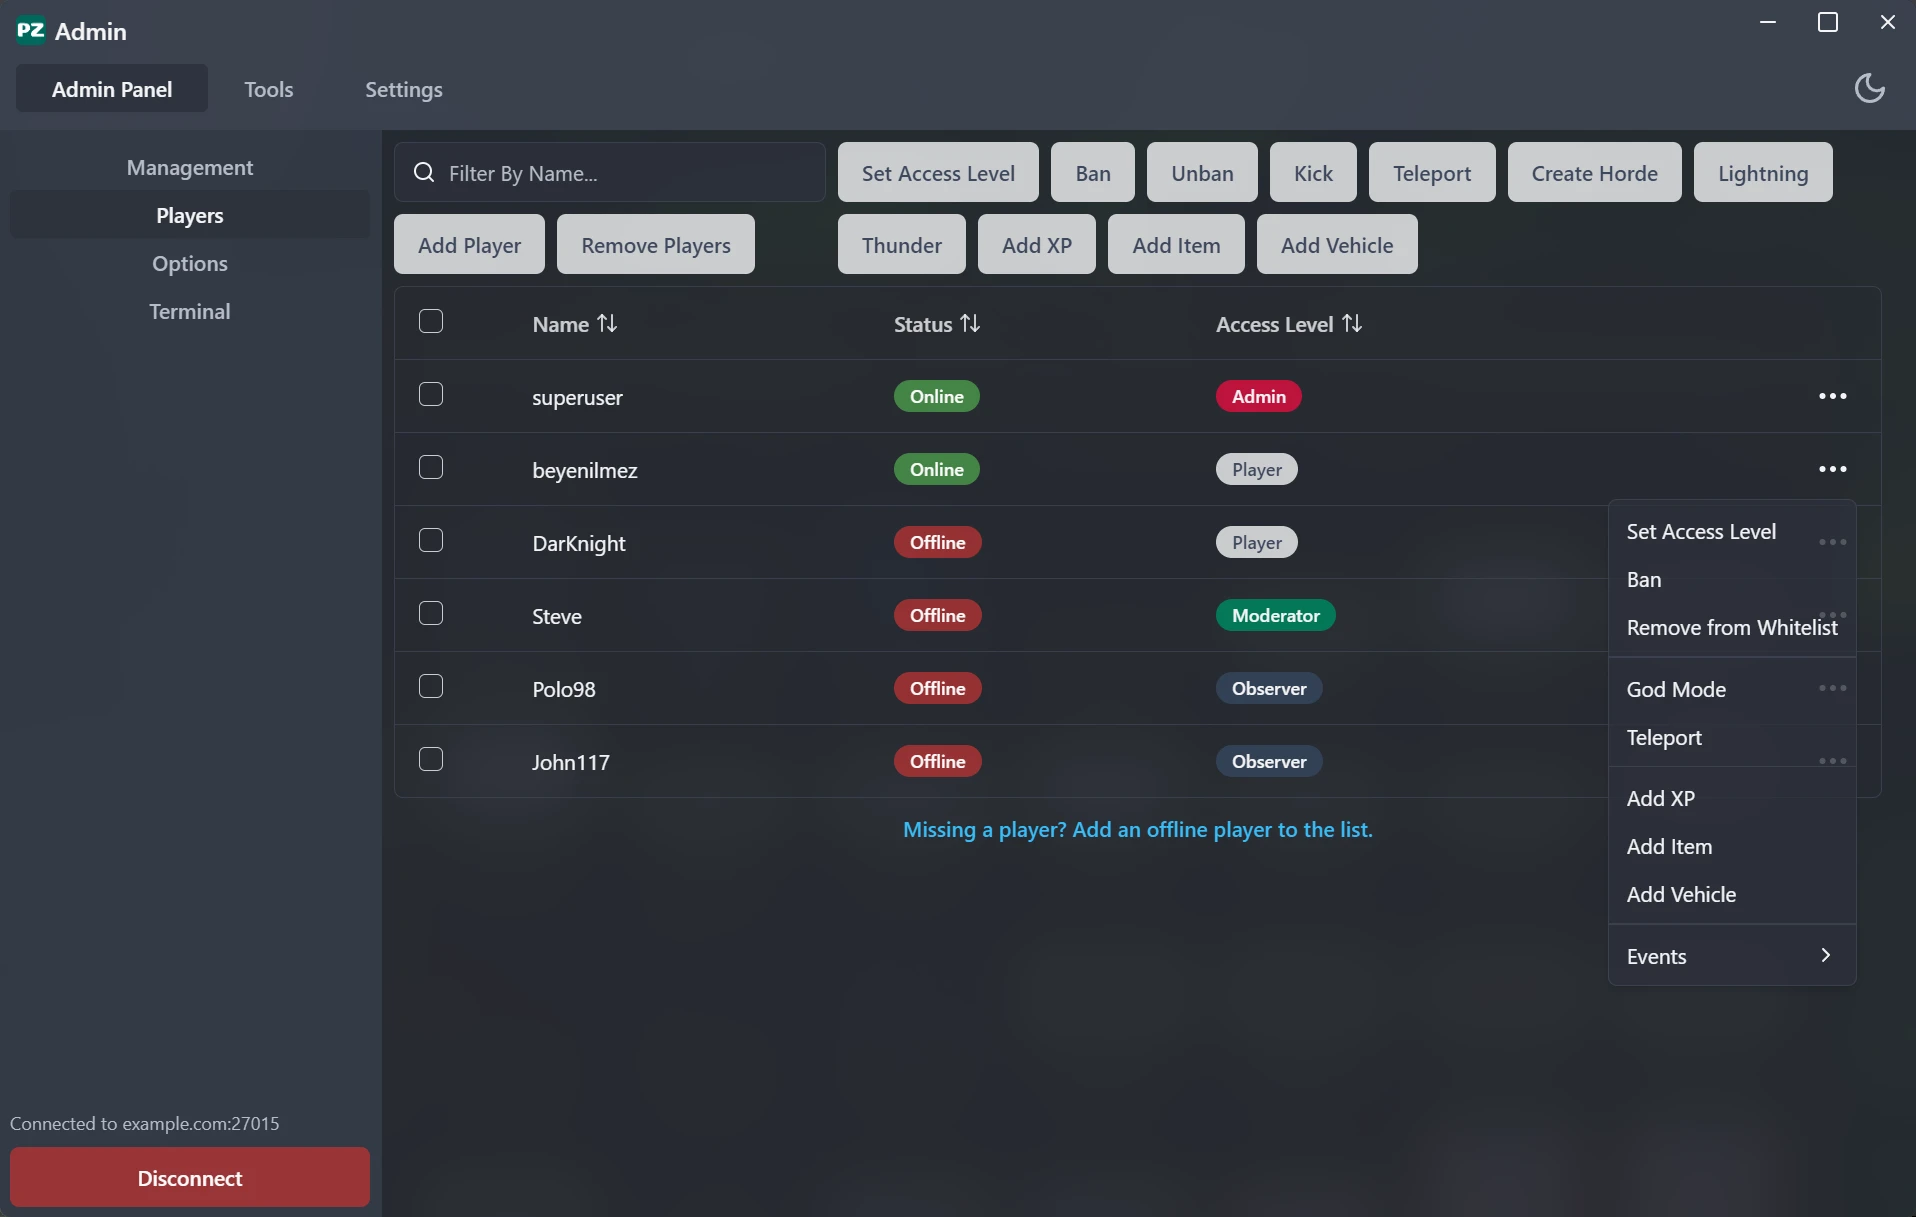 PZ Admin
Admin Panel Tools Settings
Management
Players
Options
Terminal
Filter By Name... Set Access Level Ban Unban Kick Teleport Create Horde Lightning
Add Player Remove Players Thunder Add XP Add Item Add Vehicle
Name Status Access Level
superuser Online Admin
beyenilmez Online Player
DarKnight Offline Player
Steve Offline Moderator
Polo98 Offline Observer
John117 Offline Observer
Missing a player? Add an offline player to the list.
Set Access Level
Ban
Remove from Whitelist
God Mode
Teleport
Add XP
Add Item
Add Vehicle
Events
Connected to example.com:27015
Disconnect